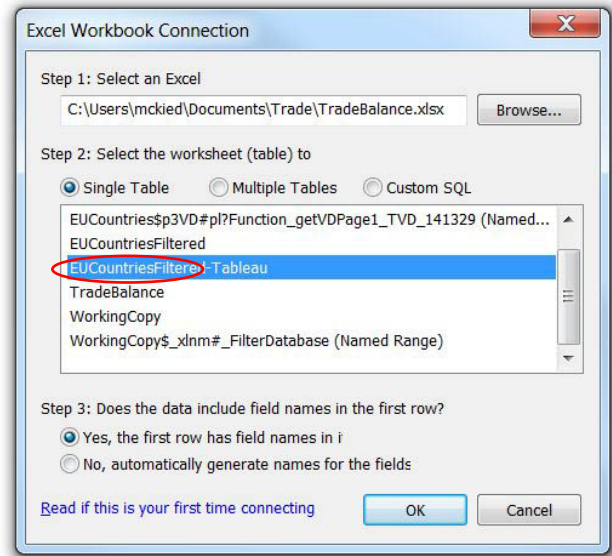 Excel Workbook Connection
X
Step 1: Select an Excel
C:\Users\mckied\Documents\Trade\TradeBalance.xlsx
Browse...
Step 2: Select the worksheet (table) to
Single Table Multiple Tables Custom SQL
EUCountries$p3VD#pl?Function_getVDPage1_TVD_141329 (Named...
EUCountriesFiltered
EUCountriesFiltered-Tableau
TradeBalance
WorkingCopy
WorkingCopy$_xlnm#_FilterDatabase (Named Range)
Step 3: Does the data include field names in the first row?
Yes, the first row has field names in i
No, automatically generate names for the fields
Read if this is your first time connecting
OK
Cancel